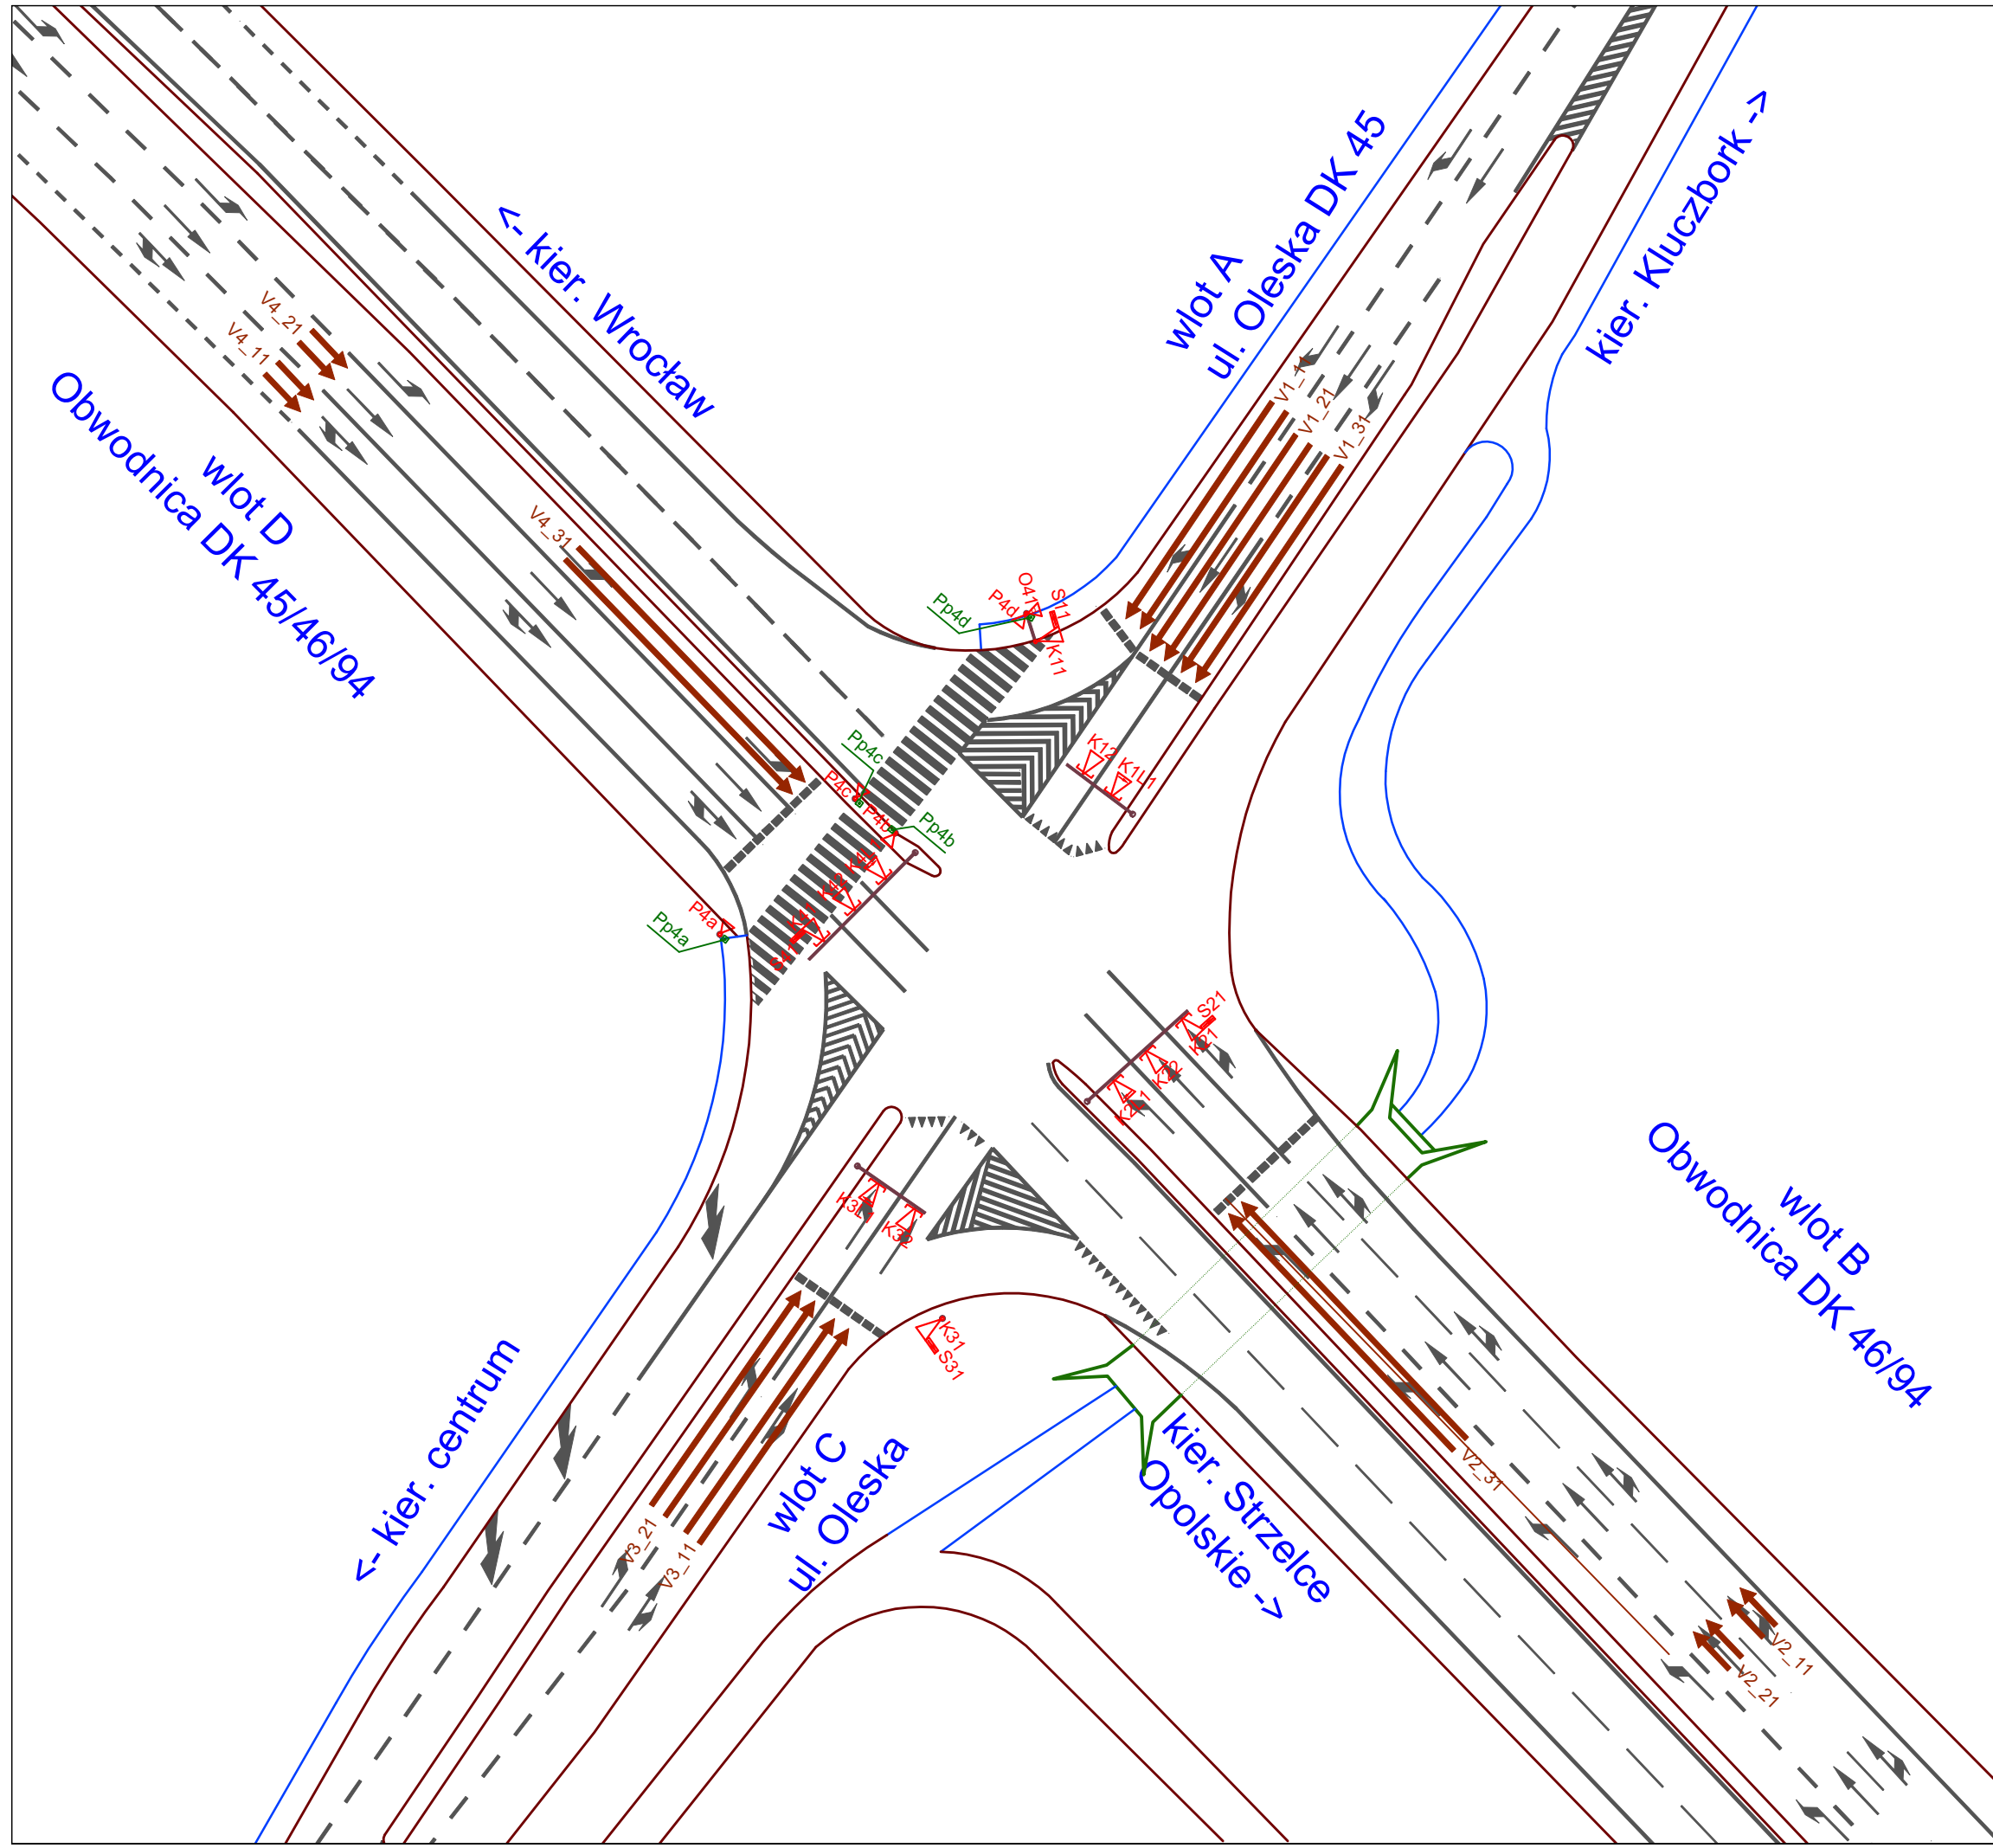 <- kier. Wrocław
wlot A
ul. Oleska DK 45
kier. Kluczbork ->
V4_21
V4_11
wlot D
Obwodnica DK 45/46/94
V4_31
V1_21
V1_31
O41
S11
P4d
Pp4d
K11
Pp4c
P4c
K12
K1L1
P4b
Pp4b
P4a
Pp4a
S21
K21
K22
K32
K31
S31
wlot B
Obwodnica DK 46/94
<- kier. centrum
wlot C
ul. Oleska
kier. Strzelce
Opolskie ->
V2_31
V3_21
V3_11
V2_11
V2_21